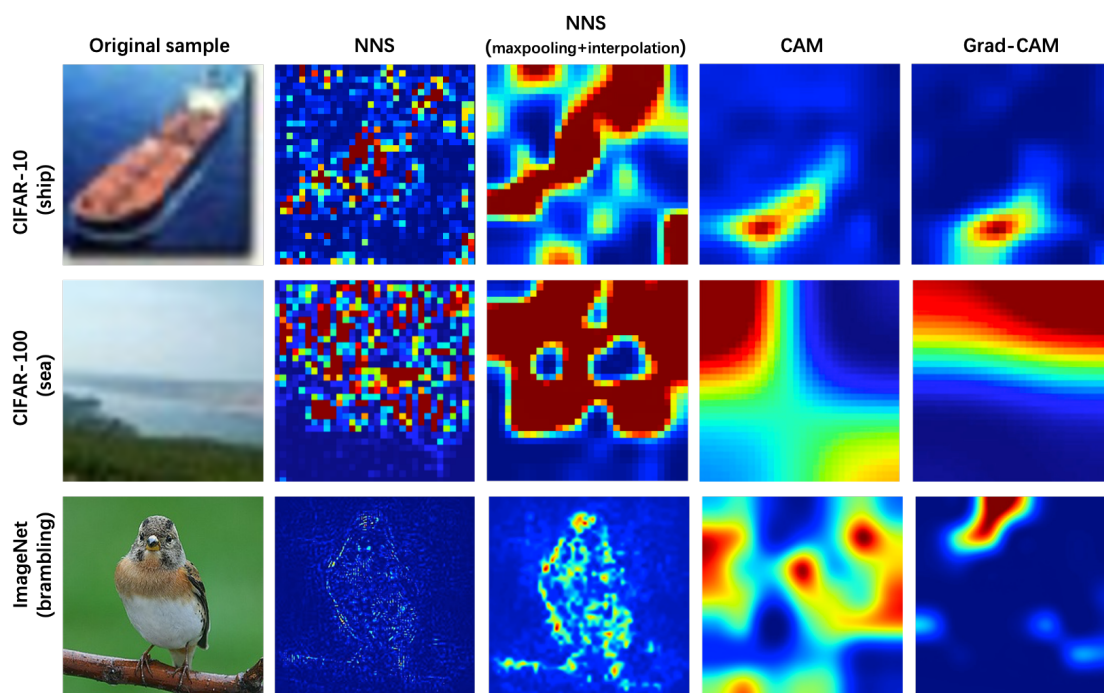 Original sample
NNS
NNS
(maxpooling+interpolation)
CAM
Grad-CAM
CIFAR-10
(ship)
CIFAR-100
(sea)
ImageNet
(brambling)